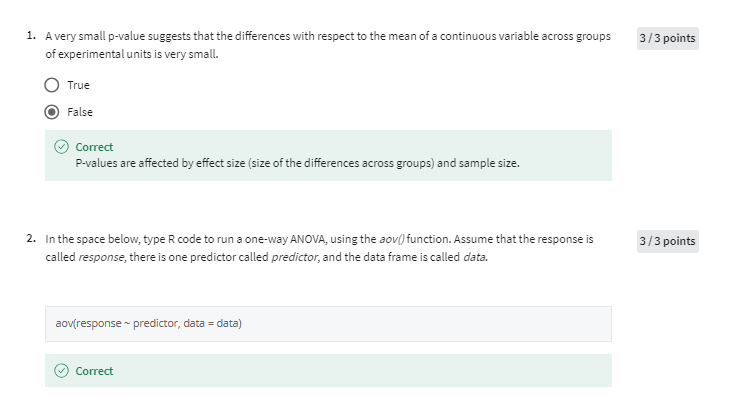 1. A very small p-value suggests that the differences with respect to the mean of a continuous variable across groups
of experimental units is very small.
3 / 3 points
True
False
Correct
P-values are affected by effect size (size of the differences across groups) and sample size.
2. In the space below, type R code to run a one-way ANOVA, using the aov() function. Assume that the response is
called response, there is one predictor called predictor, and the data frame is called data.
3 / 3 points
aov(response ~ predictor, data = data)
Correct